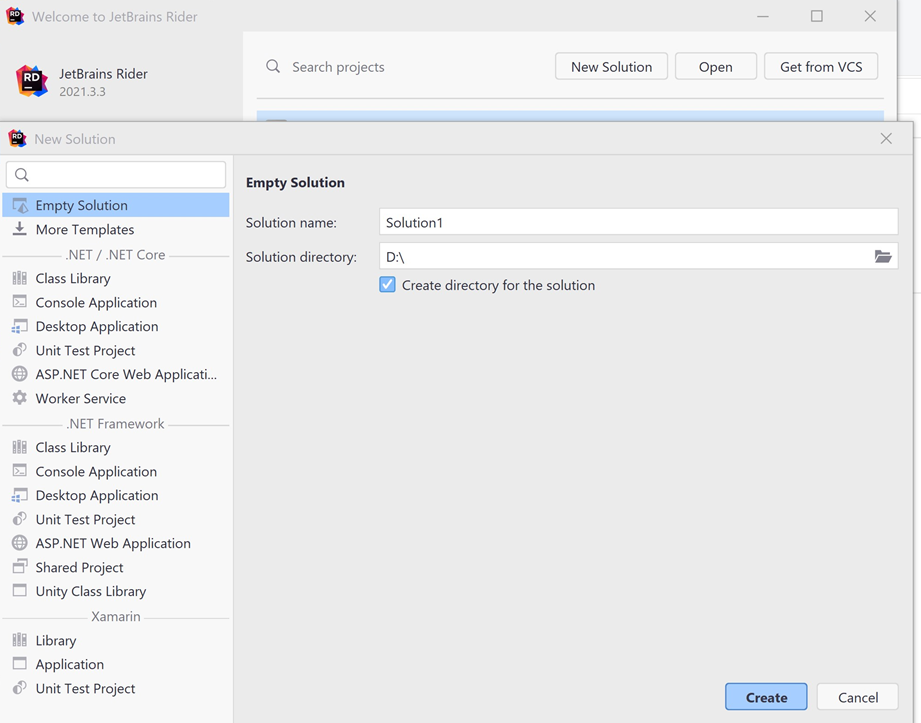 Welcome to JetBrains Rider
RD
JetBrains Rider
2021.3.3
Search projects
New Solution
Open
Get from VCS
New Solution
Empty Solution
More Templates
.NET / .NET Core
Class Library
Console Application
Desktop Application
Unit Test Project
ASP.NET Core Web Applicati...
Worker Service
.NET Framework
Class Library
Console Application
Desktop Application
Unit Test Project
ASP.NET Web Application
Shared Project
Unity Class Library
Xamarin
Library
Application
Unit Test Project
Empty Solution
Solution name: Solution1
Solution directory: D:\
Create directory for the solution
Create
Cancel